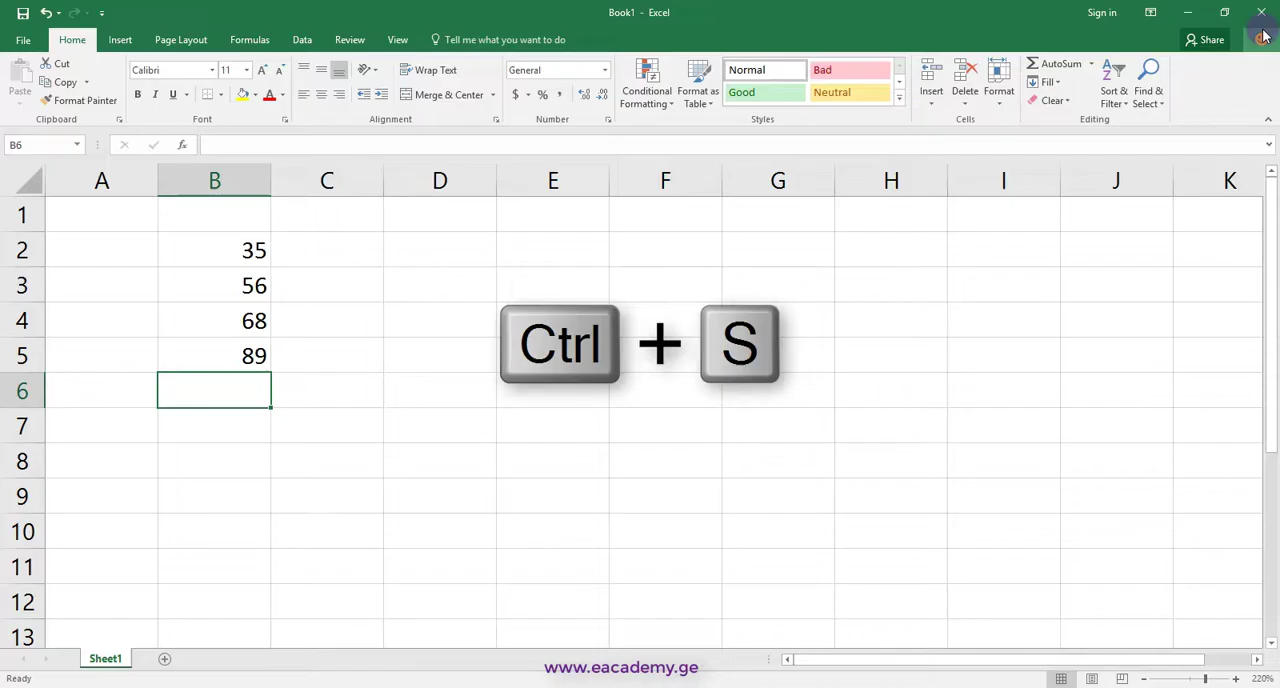 Book1 - Excel
Sign in
File Home Insert Page Layout Formulas Data Review View Tell me what you want to do
Share
Paste
Cut
Copy
Format Painter
Clipboard
Calibri 11
B I U
A A
A
Font
Wrap Text
Merge & Center
Alignment
General
$ % ,
Number
Conditional Formatting
Format as Table
Normal Bad
Good Neutral
Styles
Insert Delete Format
Cells
AutoSum
Fill
Clear
Sort & Filter
Find & Select
Editing
B6
fx
A B C D E F G H I J K
1
2 35
3 56
4 68
5 89
6
7
8
9
10
11
12
13
Ctrl + S
Sheet1
www.eacademy.ge
Ready
220%